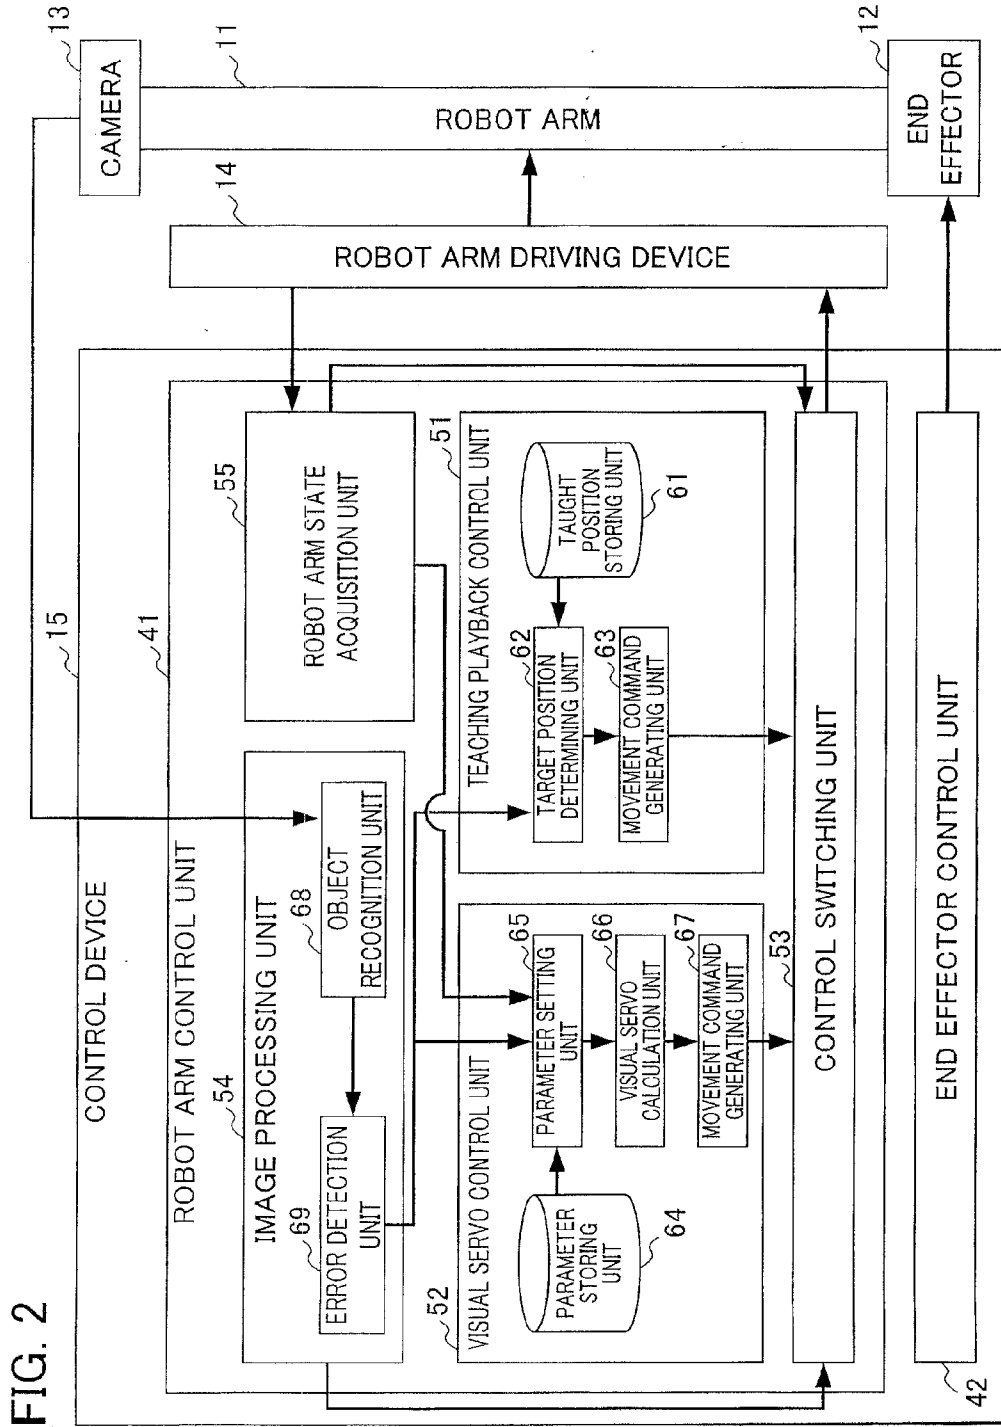 FIG. 2
CONTROL DEVICE
15
ROBOT ARM CONTROL UNIT
41
54
IMAGE PROCESSING UNIT
69
ERROR DETECTION
UNIT
68
OBJECT
RECOGNITION UNIT
55
ROBOT ARM STATE
ACQUISITION UNIT
52
VISUAL SERVO CONTROL UNIT
PARAMETER
STORING
UNIT
64
65
PARAMETER SETTING
UNIT
66
VISUAL SERVO
CALCULATION UNIT
67
MOVEMENT COMMAND
GENERATING UNIT
51
TEACHING PLAYBACK CONTROL UNIT
62
TARGET POSITION
DETERMINING UNIT
63
MOVEMENT COMMAND
GENERATING UNIT
TAUGHT
POSITION
STORING UNIT
61
53
CONTROL SWITCHING UNIT
42
END EFFECTOR CONTROL UNIT
14
ROBOT ARM DRIVING DEVICE
13
CAMERA
11
ROBOT ARM
12
END
EFFECTOR